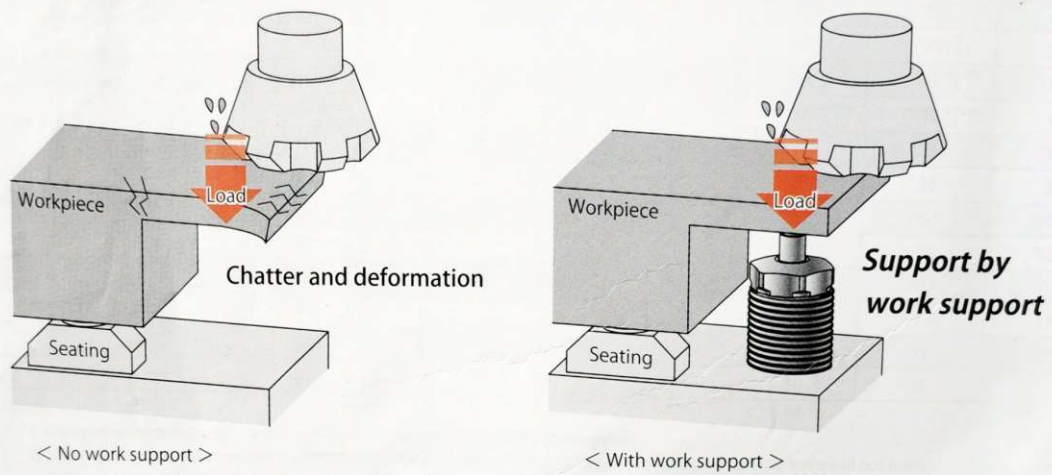 Workpiece
Load
Chatter and deformation
Seating
< No work support >
Workpiece
Load
Support by
work support
Seating
< With work support >